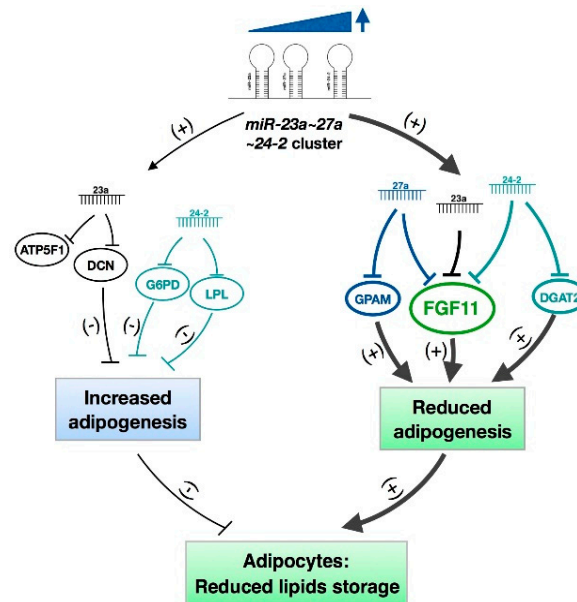 miR-23a~27a
~24-2 cluster
(+)
(+)
23a
24-2
27a
23a
24-2
ATP5F1
DCN
G6PD
LPL
GPAM
FGF11
DGAT2
(-)
(-)
(-)
(+)
(+)
(+)
Increased
adipogenesis
Reduced
adipogenesis
(-)
(+)
Adipocytes:
Reduced lipids storage